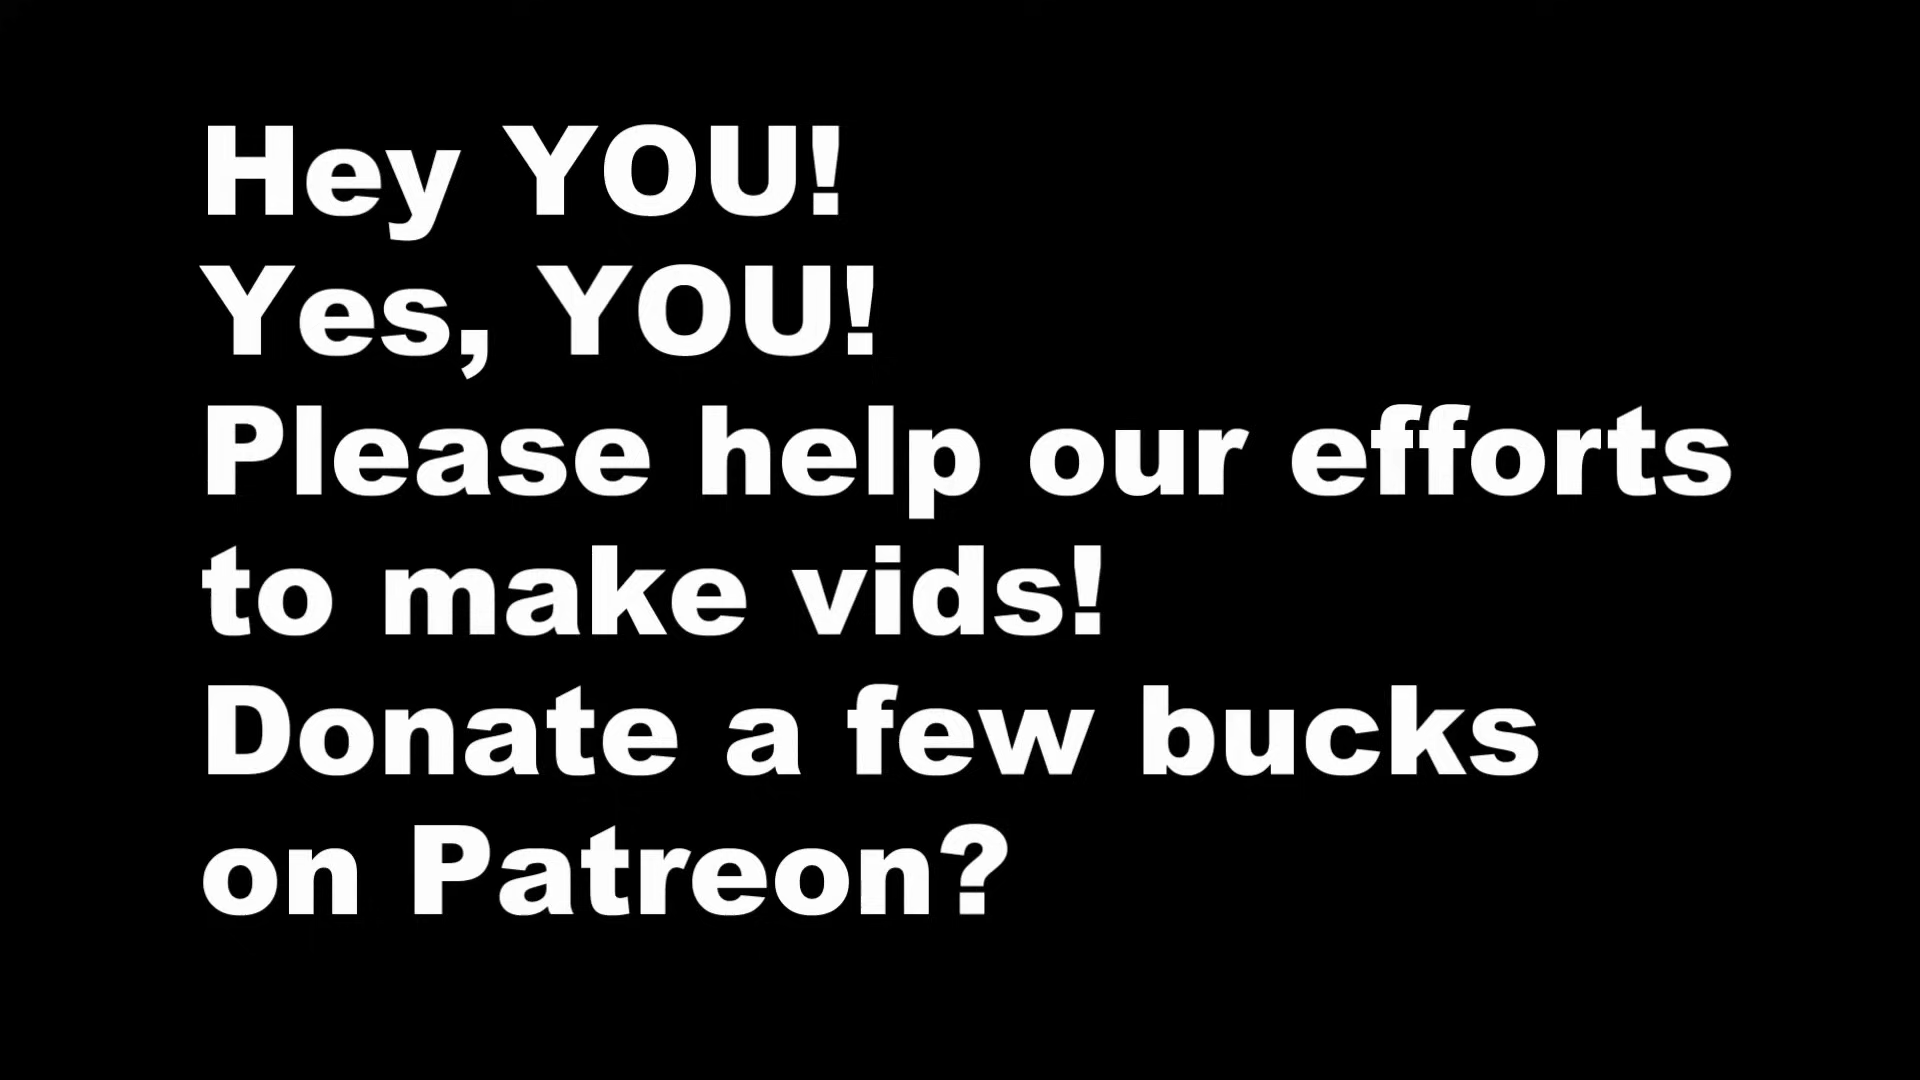 Hey YOU!
Yes, YOU!
Please help our efforts
to make vids!
Donate a few bucks
on Patreon?